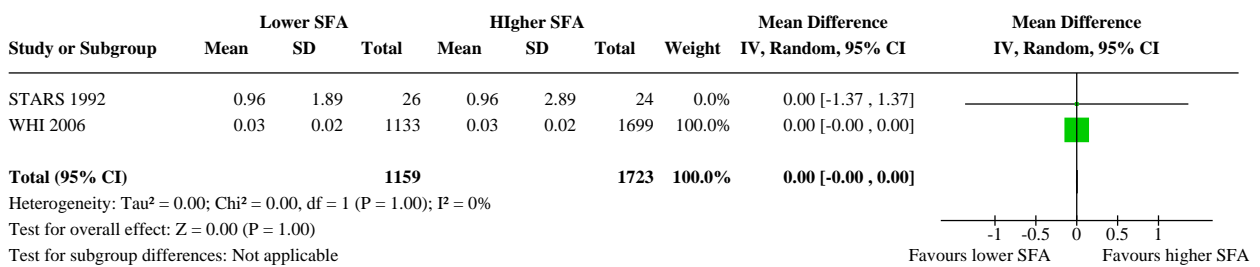 Lower SFA HIgher SFA Mean Difference Mean Difference
Study or Subgroup Mean SD Total Mean SD Total Weight IV, Random, 95% CI IV, Random, 95% CI
STARS 1992 0.96 1.89 26 0.96 2.89 24 0.0% 0.00 [-1.37 , 1.37]
WHI 2006 0.03 0.02 1133 0.03 0.02 1699 100.0% 0.00 [-0.00 , 0.00]
Total (95% CI) 1159 1723 100.0% 0.00 [-0.00 , 0.00]
Heterogeneity: Tau² = 0.00; Chi² = 0.00, df = 1 (P = 1.00); I² = 0%
Test for overall effect: Z = 0.00 (P = 1.00)
-1 -0.5 0 0.5 1
Test for subgroup differences: Not applicable Favours lower SFA Favours higher SFA